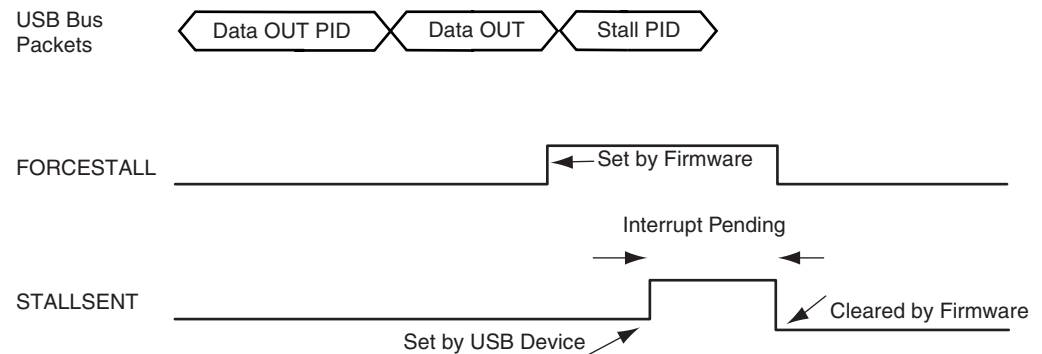 USB Bus
Packets
Data OUT PID
Data OUT
Stall PID
FORCESTALL
Set by Firmware
Interrupt Pending
STALLSENT
Cleared by Firmware
Set by USB Device